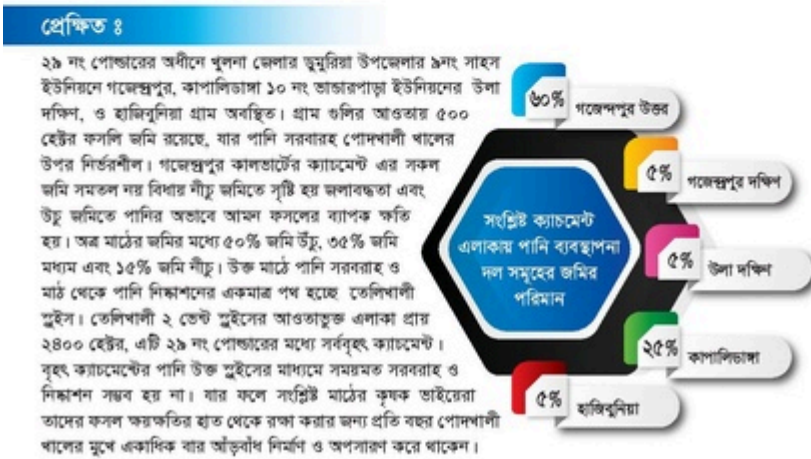 প্রেক্ষিত ঃ
২৯ নং পোল্ডারের অধীনে খুলনা জেলার ডুমুরিয়া উপজেলার ৯নং সাহস
ইউনিয়নে গজেন্দ্রপুর, কাপালিডাঙ্গা ১০ নং ভান্ডারপাড়া ইউনিয়নের উলা
দক্ষিণ, ও হাজিবুনিয়া গ্রাম অবস্থিত। গ্রাম গুলির আওতায় ৫০০
হেক্টর ফসলি জমি রয়েছে, যার পানি সরবারহ পোদখালী খালের
উপর নির্ভরশীল। গজেন্দ্রপুর কালভার্টের ক্যাচমেন্ট এর সকল
জমি সমতল নয় বিধায় নীচু জমিতে সৃষ্টি হয় জলাবদ্ধতা এবং
উচু জমিতে পানির অভাবে আমন ফসলের ব্যাপক ক্ষতি
হয়। অত্র মাঠের জমির মধ্যে ৫০% জমি উঁচু, ৩৫% জমি
মধ্যম এবং ১৫% জমি নীচু। উক্ত মাঠে পানি সরবরাহ ও
মাঠ থেকে পানি নিষ্কাশনের একমাত্র পথ হচ্ছে তেলিখালী
স্লুইস। তেলিখালী ২ ভেন্ট স্লুইসের আওতাভুক্ত এলাকা প্রায়
২৪০০ হেক্টর, এটি ২৯ নং পোল্ডারের মধ্যে সর্ববৃহৎ ক্যাচমেন্ট।
বৃহৎ ক্যাচমেন্টের পানি উক্ত স্লুইসের মাধ্যমে সময়মত সরবরাহ ও
নিষ্কাশন সম্ভব হয় না। যার ফলে সংশ্লিষ্ট মাঠের কৃষক ভাইয়েরা
তাদের ফসল ক্ষয়ক্ষতির হাত থেকে রক্ষা করার জন্য প্রতি বছর পোদখালী
খালের মুখে একাধিক বার আঁড়বাঁধ নির্মাণ ও অপসারণ করে থাকেন।
সংশ্লিষ্ট ক্যাচমেন্ট
এলাকায় পানি ব্যবস্থাপনা
দল সমূহের জমির
পরিমান
৬০% গজেন্দপুর উত্তর
৫% গজেন্দ্রপুর দক্ষিণ
৫% উলা দক্ষিণ
২৫% কাপালিডাঙ্গা
৫% হাজিবুনিয়া